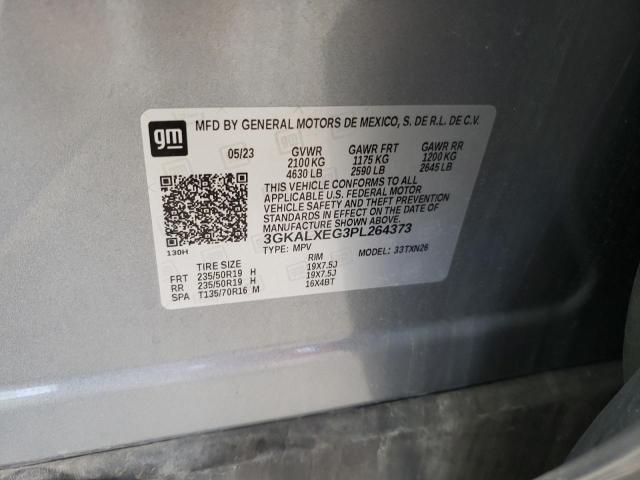 gm
MFD BY GENERAL MOTORS DE MEXICO, S. DE R.L. DE C.V.
05/23 GVWR GAWR FRT GAWR RR
2100 KG 1175 KG 1200 KG
4630 LB 2590 LB 2645 LB
THIS VEHICLE CONFORMS TO ALL
APPLICABLE U.S. FEDERAL MOTOR
VEHICLE SAFETY AND THEFT PREVENTION
STANDARDS IN EFFECT ON THE DATE OF
MANUFACTURE SHOWN ABOVE.
3GKALXEG3PL264373
130H TYPE: MPV MODEL: 33TXN26
TIRE SIZE RIM
FRT 235/50R19 H 19X7.5J
RR 235/50R19 H 19X7.5J
SPA T135/70R16 M 16X4BT